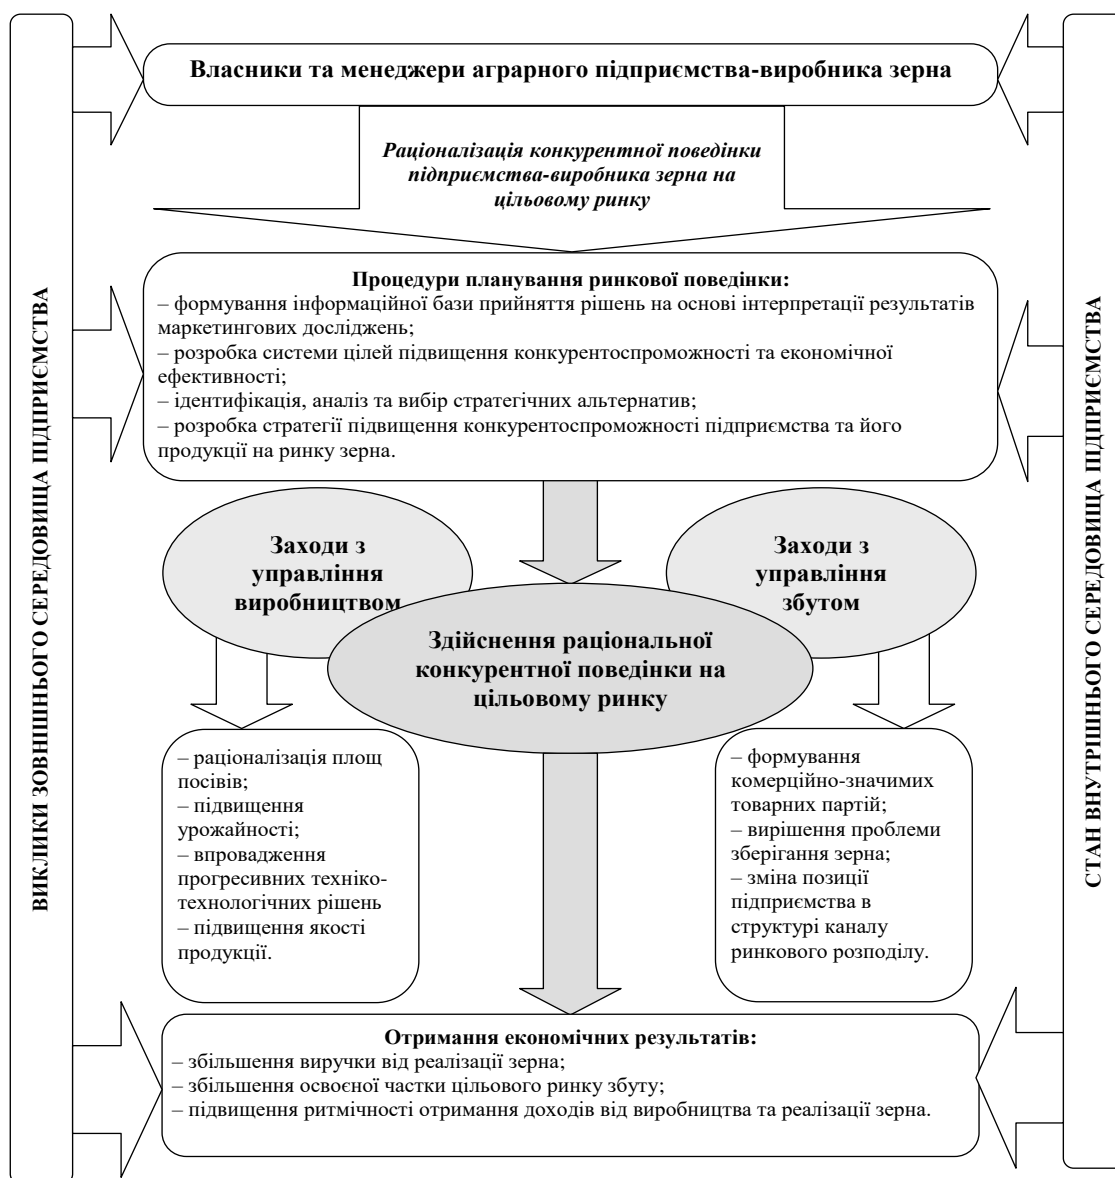 ВИКЛИКИ ЗОВНІШНЬОГО СЕРЕДОВИЩА ПІДПРИЄМСТВА
Власники та менеджери аграрного підприємства-виробника зерна
Раціоналізація конкурентної поведінки
підприємства-виробника зерна на
цільовому ринку
Процедури планування ринкової поведінки:
– формування інформаційної бази прийняття рішень на основі інтерпретації результатів
маркетингових досліджень;
– розробка системи цілей підвищення конкурентоспроможності та економічної
ефективності;
– ідентифікація, аналіз та вибір стратегічних альтернатив;
– розробка стратегії підвищення конкурентоспроможності підприємства та його
продукції на ринку зерна.
Заходи з
управління
виробництвом
Заходи з
управління
збутом
Здійснення раціональної
конкурентної поведінки на
цільовому ринку
– раціоналізація площ
посівів;
– підвищення
урожайності;
– впровадження
прогресивних техніко-
технологічних рішень
– підвищення якості
продукції.
– формування
комерційно-значимих
товарних партій;
– вирішення проблеми
зберігання зерна;
– зміна позиції
підприємства в
структурі каналу
ринкового розподілу.
Отримання економічних результатів:
– збільшення виручки від реалізації зерна;
– збільшення освоєної частки цільового ринку збуту;
– підвищення ритмічності отримання доходів від виробництва та реалізації зерна.
СТАН ВНУТРІШНЬОГО СЕРЕДОВИЩА ПІДПРИЄМСТВА